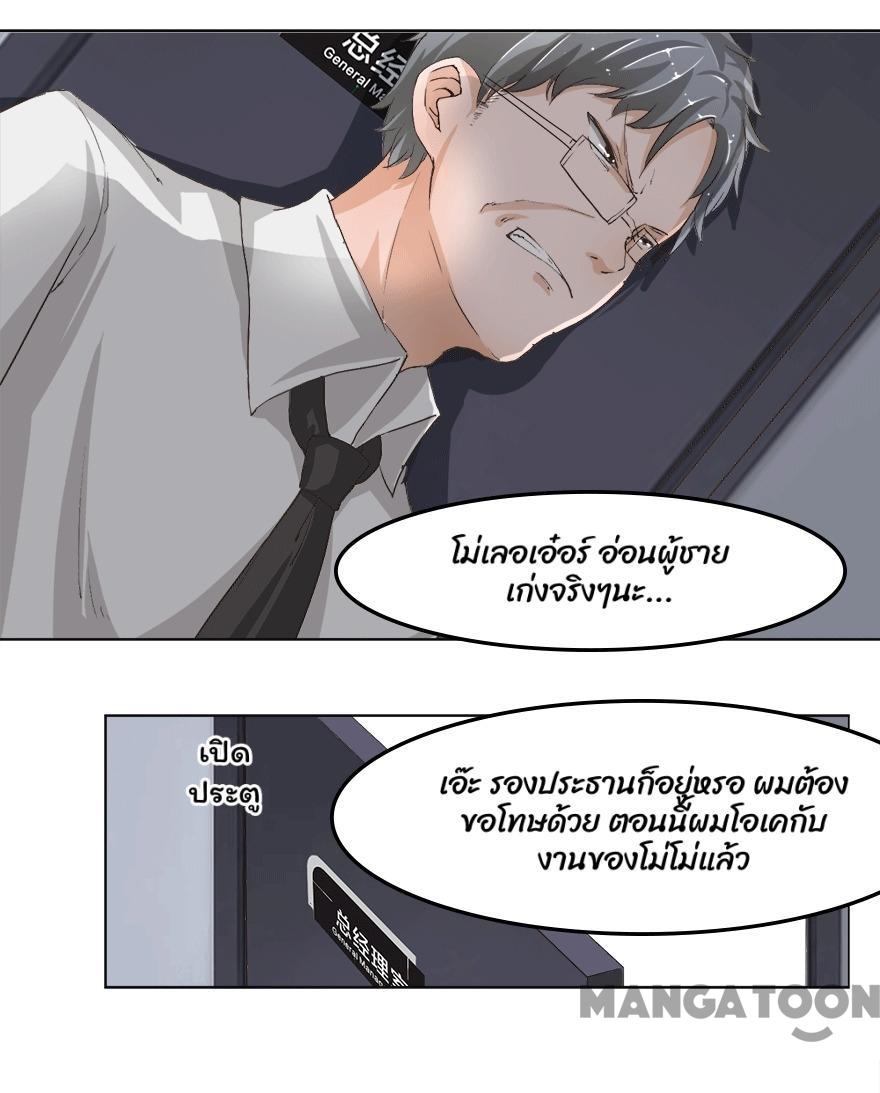 总经
General Ma
โม่เลอเอ๋อร์ อ่อนผู้ชาย
เก่งจริงๆนะ...
เปิด
ประตู
เอ๊ะ รองประธานก็อยู่หรอ ผมต้อง
ขอโทษด้วย ตอนนี้ผมโอเคกับ
งานของโม่โม่แล้ว
总经理室
General Manag
MANGATOON